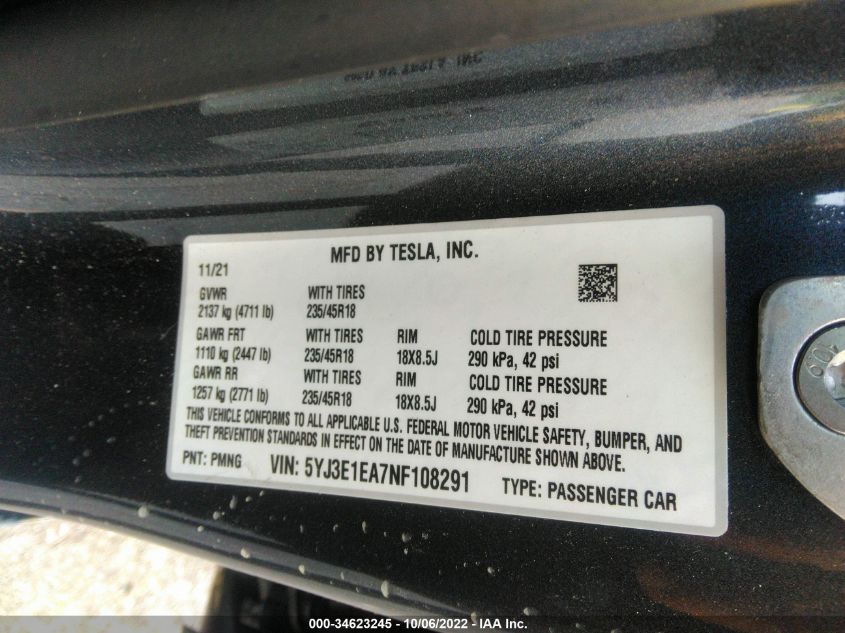 MFD BY TESLA, INC.
11/21
GVWR WITH TIRES
2137 kg (4711 lb) 235/45R18
GAWR FRT WITH TIRES RIM COLD TIRE PRESSURE
1110 kg (2447 lb) 235/45R18 18X8.5J 290 kPa, 42 psi
GAWR RR WITH TIRES RIM COLD TIRE PRESSURE
1257 kg (2771 lb) 235/45R18 18X8.5J 290 kPa, 42 psi
THIS VEHICLE CONFORMS TO ALL APPLICABLE U.S. FEDERAL MOTOR VEHICLE SAFETY, BUMPER, AND
THEFT PREVENTION STANDARDS IN EFFECT ON THE DATE OF MANUFACTURE SHOWN ABOVE.
PNT: PMNG VIN: 5YJ3E1EA7NF108291 TYPE: PASSENGER CAR
000-34623245 - 10/06/2022 - IAA Inc.